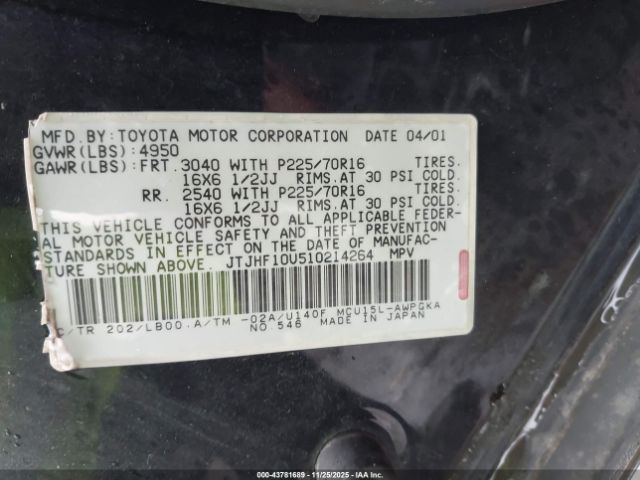 MFD.BY:TOYOTA MOTOR CORPORATION DATE 04/01
GVWR(LBS):4950
GAWR(LBS):FRT. 3040 WITH P225/70R16 TIRES.
16X6 1/2JJ RIMS.AT 30 PSI COLD.
RR. 2540 WITH P225/70R16 TIRES.
16X6 1/2JJ RIMS.AT 30 PSI COLD.
THIS VEHICLE CONFORMS TO ALL APPLICABLE FEDER-
AL MOTOR VEHICLE SAFETY AND THEFT PREVENTION
STANDARDS IN EFFECT ON THE DATE OF MANUFAC-
TURE SHOWN ABOVE. JTJHF10U510214264 MPV
C/TR 202/LB00.A/TM -02A/U140F MCU15L-AWPGKA
NO.546 MADE IN JAPAN
000-43781689 - 11/25/2025 - IAAI.com